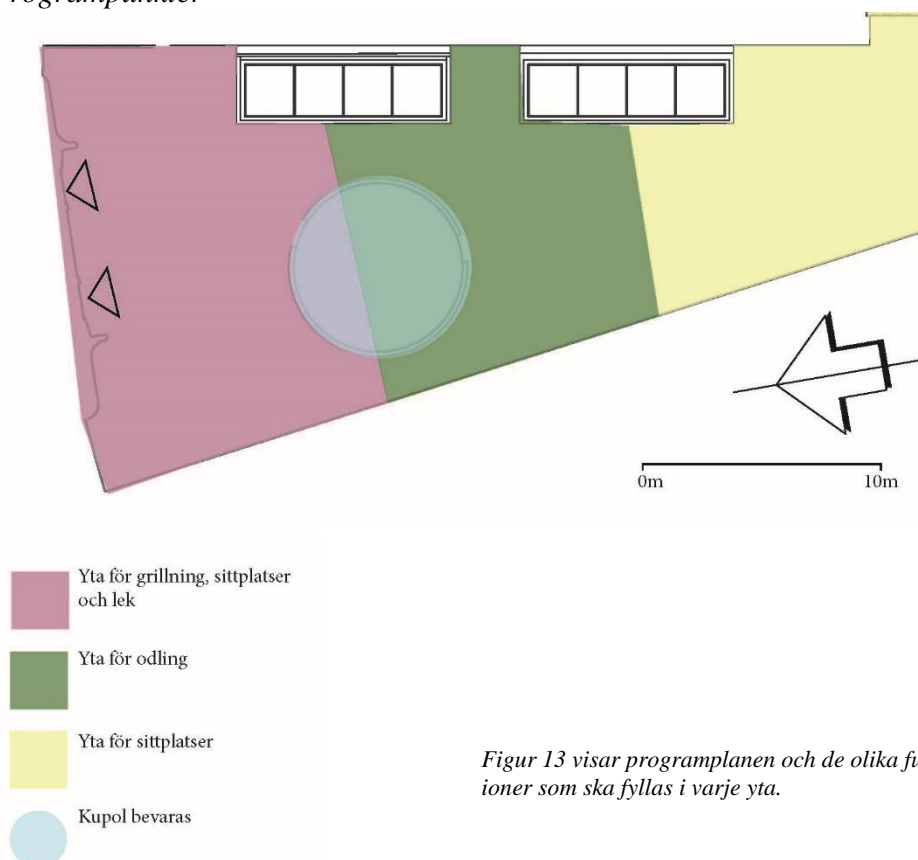 rogrampunkter
0m 10m
Yta för grillning, sittplatser
och lek
Yta för odling
Yta för sittplatser
Kupol bevaras
Figur 13 visar programplanen och de olika fu
ioner som ska fyllas i varje yta.